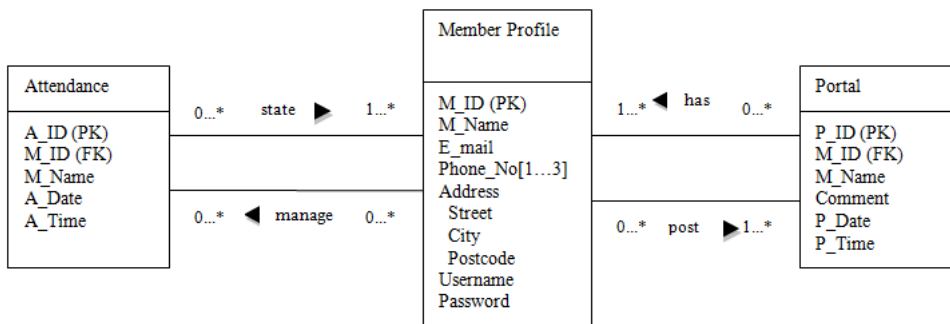 Attendance
A_ID (PK)
M_ID (FK)
M_Name
A_Date
A_Time
0...* state 1...*
0...* manage 0...*
Member Profile
M_ID (PK)
M_Name
E_mail
Phone_No[1...3]
Address
Street
City
Postcode
Username
Password
1...* has 0...*
0...* post 1...*
Portal
P_ID (PK)
M_ID (FK)
M_Name
Comment
P_Date
P_Time